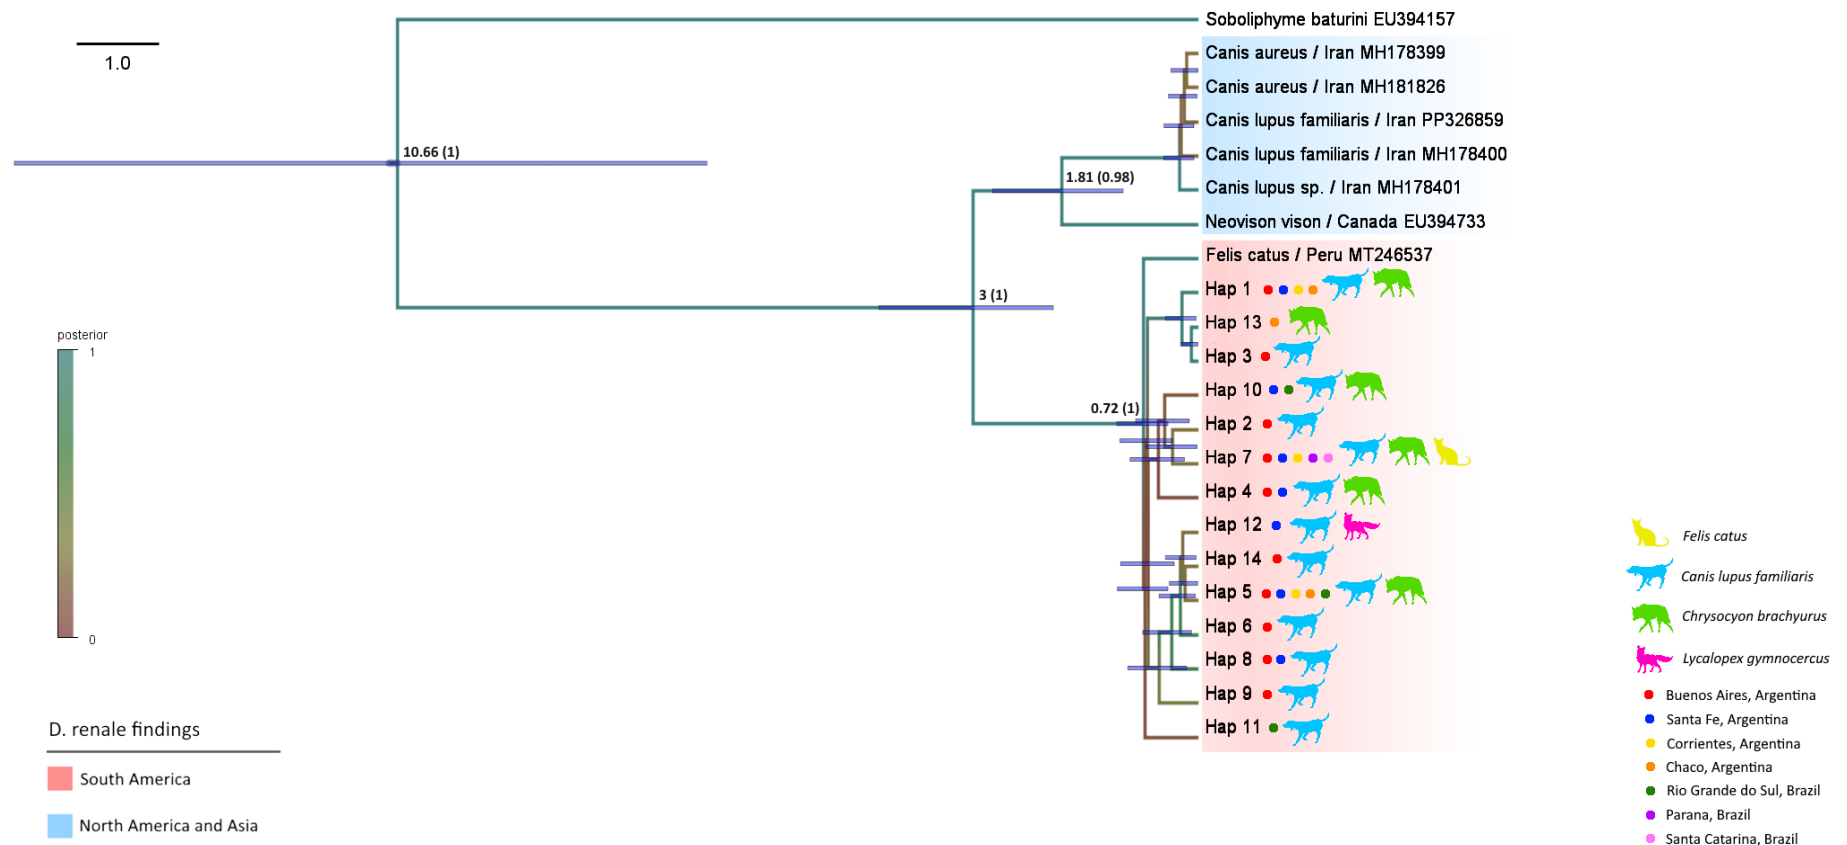 Soboliphyme baturini EU394157
1.0
Canis aureus / Iran MH178399
Canis aureus / Iran MH181826
Canis lupus familiaris / Iran PP326859
Canis lupus familiaris / Iran MH178400
Canis lupus sp. / Iran MH178401
Neovison vison / Canada EU394733
Felis catus / Peru MT246537
10.66 (1)
1.81 (0.98)
3 (1)
0.72 (1)
Hap 1
Hap 13
Hap 3
Hap 10
Hap 2
Hap 7
Hap 4
Hap 12
Hap 14
Hap 5
Hap 6
Hap 8
Hap 9
Hap 11
posterior
1
0
D. renale findings
South America
North America and Asia
Felis catus
Canis lupus familiaris
Chrysocyon brachyurus
Lycalopex gymnocercus
Buenos Aires, Argentina
Santa Fe, Argentina
Corrientes, Argentina
Chaco, Argentina
Rio Grande do Sul, Brazil
Parana, Brazil
Santa Catarina, Brazil